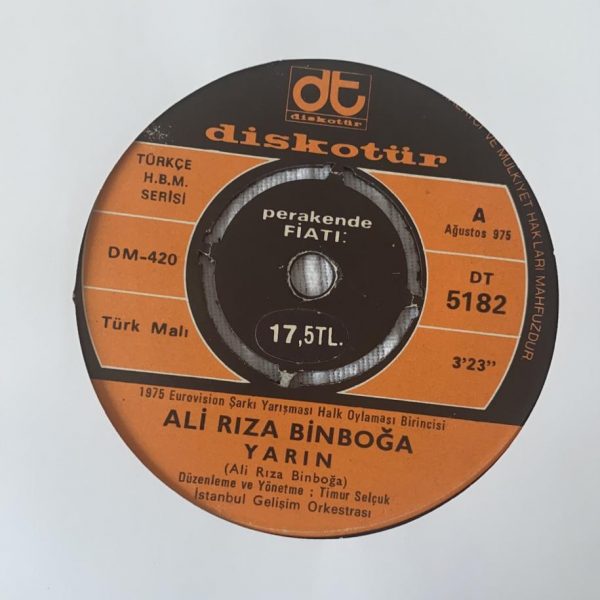 dt
diskotür
diskotür
TÜRKÇE
H.B.M.
SERİSİ
DM-420
Türk Malı
perakende
FİATI:
17,5TL.
A
Ağustos 975
DT
5182
3'23"
VE MÜLKİYET HAKLARI MAHFUZDUR
1975 Eurovision Şarkı Yarışması Halk Oylaması Birincisi
ALİ RIZA BİNBOĞA
YARIN
(Ali Rıza Binboğa)
Düzenleme ve Yönetme ; Timur Selçuk
İstanbul Gelişim Orkestrası